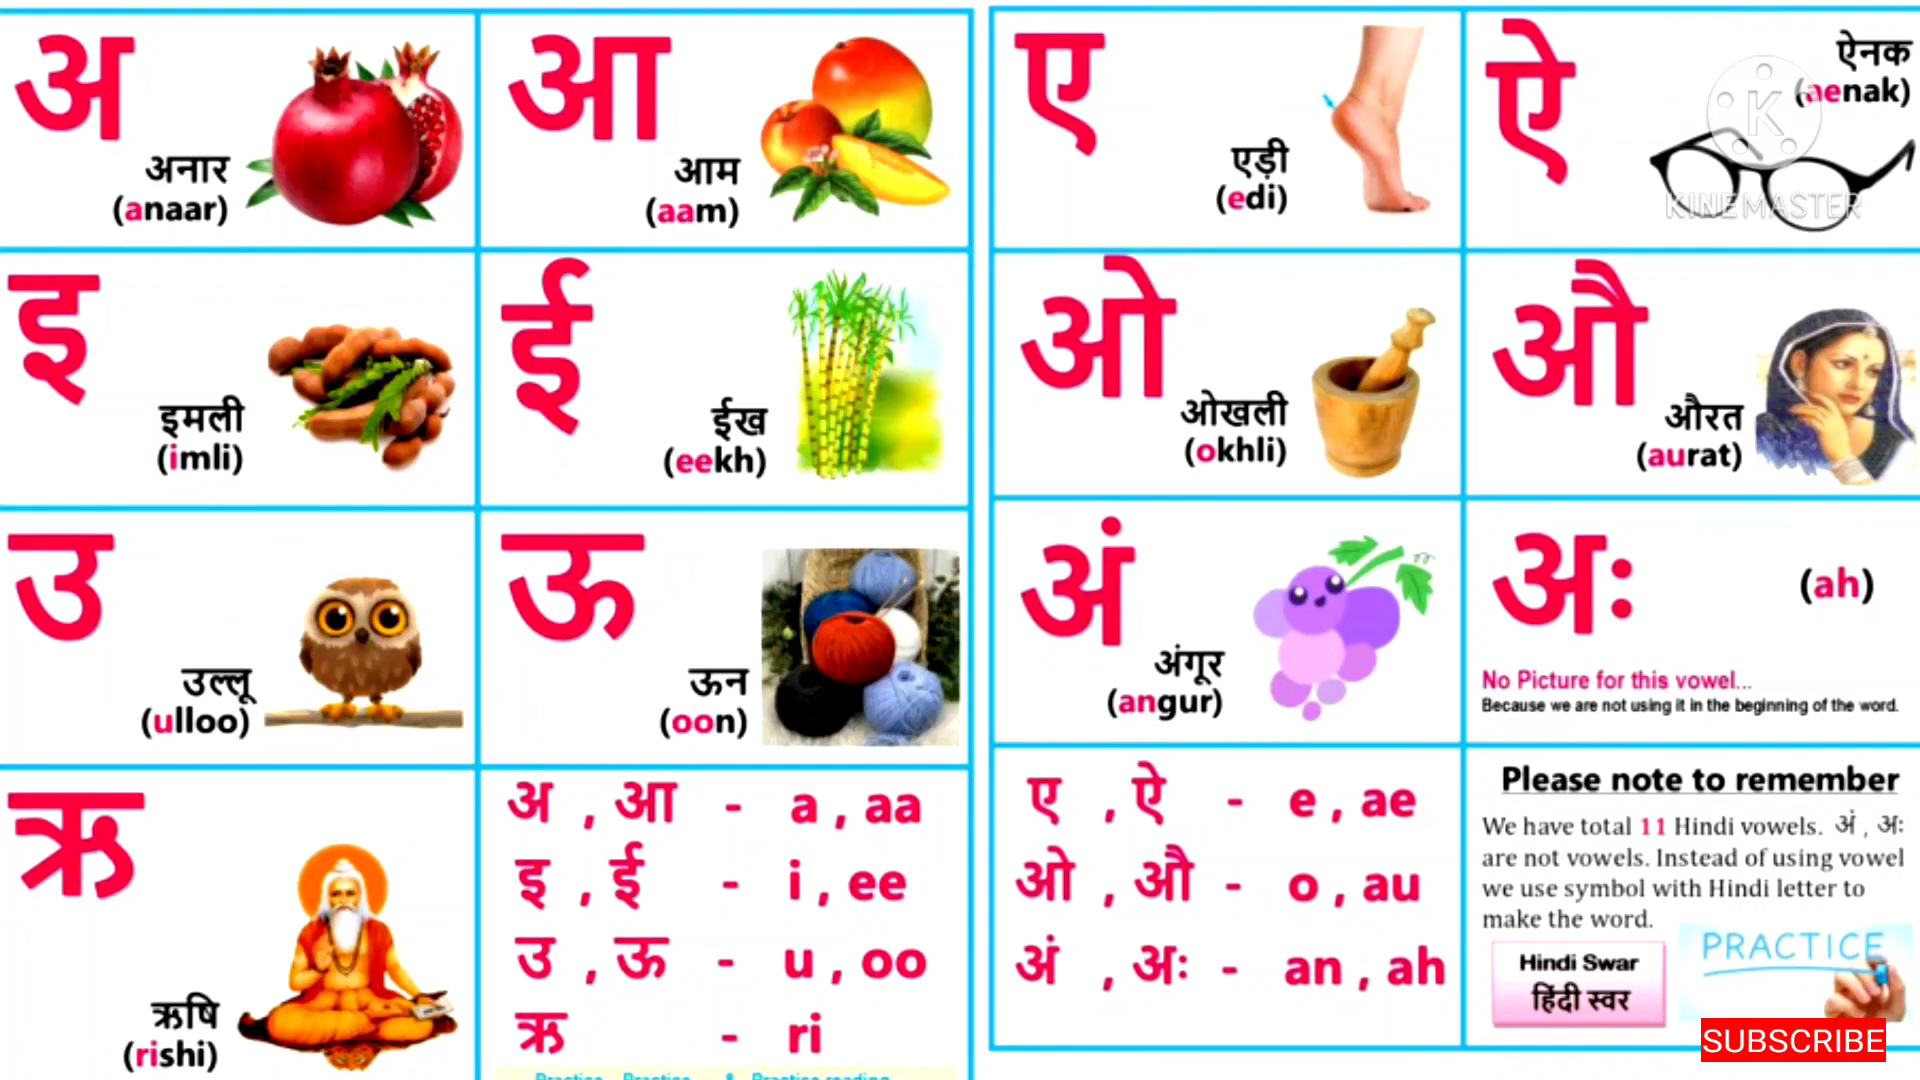 अ
अनार
(anaar)
आ
आम
(aam)
इ
इमली
(imli)
ई
ईख
(eekh)
उ
उल्लू
(ulloo)
ऊ
ऊन
(oon)
ऋ
ऋषि
(rishi)
अ , आ - a , aa
इ , ई - i , ee
उ , ऊ - u , oo
ऋ - ri
Practice Practice & Practice reading
ए
एड़ी
(edi)
ऐ
ऐनक
(aenak)
K
KINEMASTER
ओ
ओखली
(okhli)
औ
औरत
(aurat)
अं
अंगूर
(angur)
अः
(ah)
No Picture for this vowel...
Because we are not using it in the beginning of the word.
ए , ऐ - e , ae
ओ , औ - o , au
अं , अः - an , ah
Please note to remember
We have total 11 Hindi vowels. अं , अः
are not vowels. Instead of using vowel
we use symbol with Hindi letter to
make the word.
Hindi Swar
हिंदी स्वर
PRACTICE
SUBSCRIBE